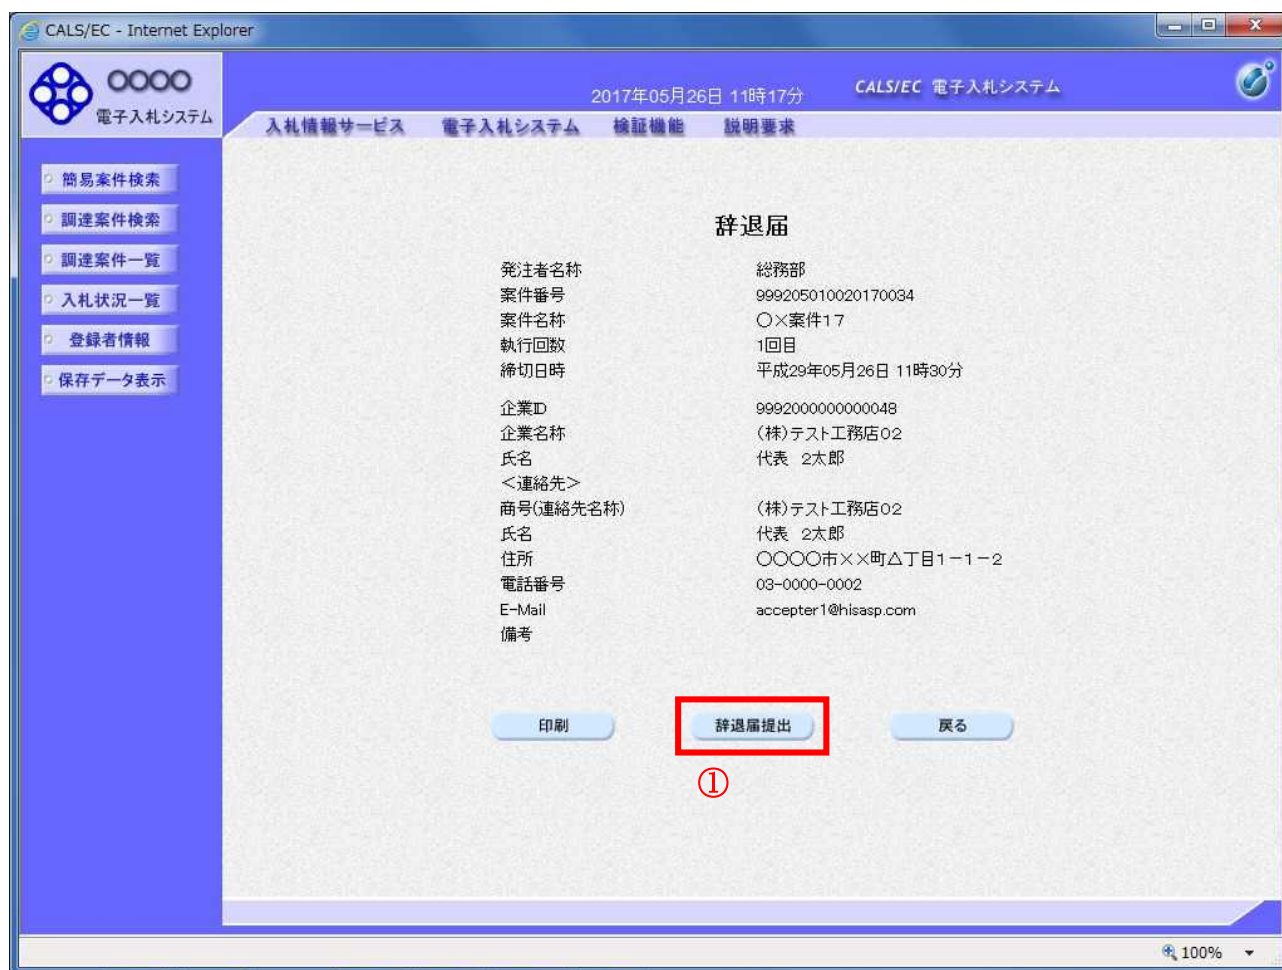 CALS/EC - Internet Explorer
〇〇〇〇
電子入札システム
2017年05月26日 11時17分
CALS/EC 電子入札システム
入札情報サービス 電子入札システム 検証機能 説明要求
簡易案件検索
調達案件検索
調達案件一覧
入札状況一覧
登録者情報
保存データ表示
辞退届
発注者名称 総務部
案件番号 999205010020170034
案件名称 〇×案件17
執行回数 1回目
締切日時 平成29年05月26日 11時30分
企業ID 9992000000000048
企業名称 (株)テスト工務店02
氏名 代表 2太郎
<連絡先>
商号(連絡先名称) (株)テスト工務店02
氏名 代表 2太郎
住所 〇〇〇〇市××町△丁目1-1-2
電話番号 03-0000-0002
E-Mail accepter1@hisasp.com
備考
印刷 辞退届提出 戻る
①
100%